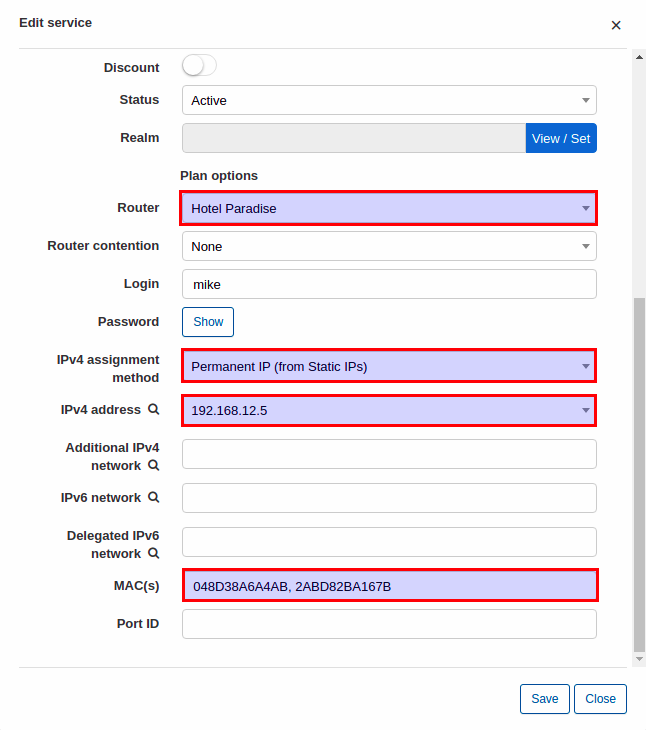 Edit service
×
Discount
Status
Active
Realm
View / Set
Plan options
Router
Hotel Paradise
Router contention
None
Login
mike
Password
Show
IPv4 assignment
method
Permanent IP (from Static IPs)
IPv4 address
192.168.12.5
Additional IPv4
network
IPv6 network
Delegated IPv6
network
MAC(s)
048D38A6A4AB, 2ABD82BA167B
Port ID
Save
Close